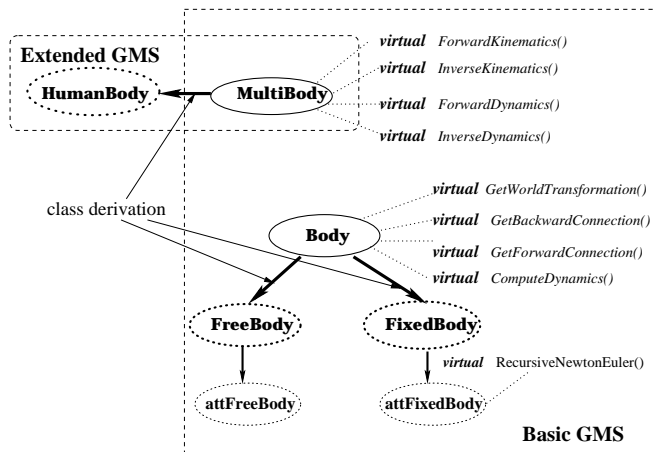 Extended GMS
HumanBody
MultiBody
virtual ForwardKinematics()
virtual InverseKinematics()
virtual ForwardDynamics()
virtual InverseDynamics()
class derivation
Body
virtual GetWorldTransformation()
virtual GetBackwardConnection()
virtual GetForwardConnection()
virtual ComputeDynamics()
FreeBody
FixedBody
virtual RecursiveNewtonEuler()
attFreeBody
attFixedBody
Basic GMS